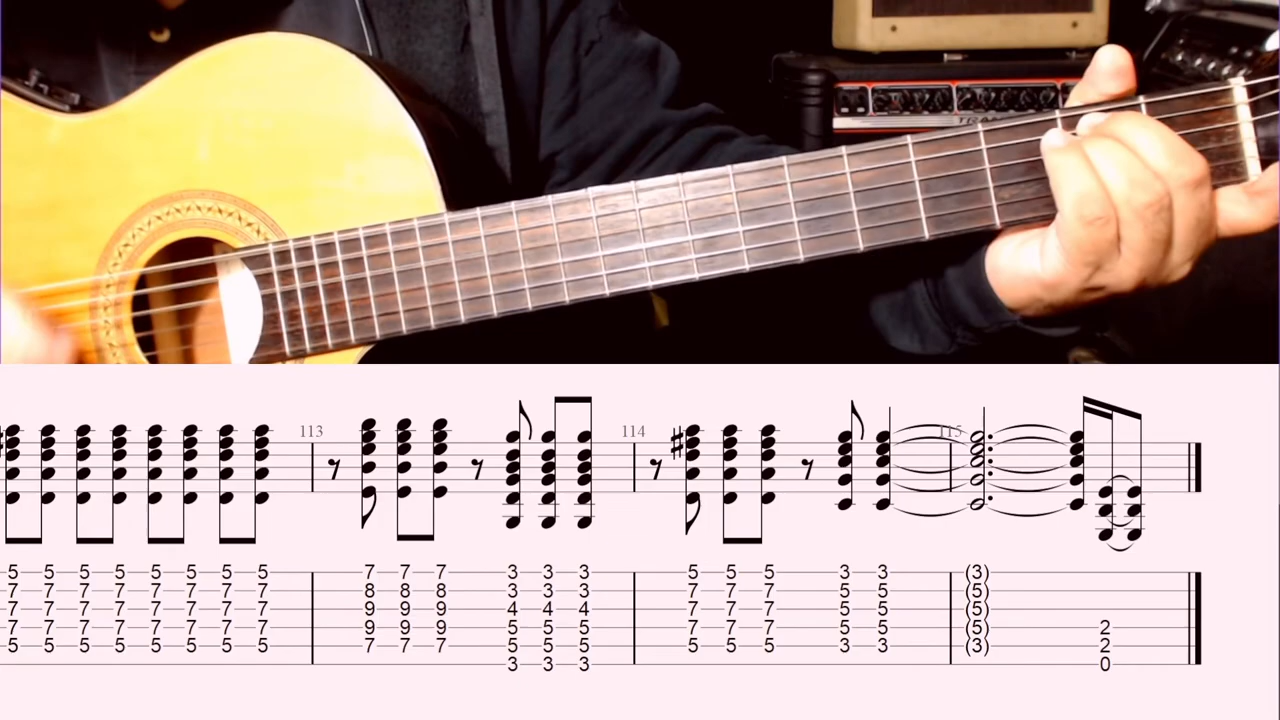 TRA
113 114 115
5 5 5 5 5 5 5 5 7 7 7 3 3 3 5 5 5 3 3 (3)
7 7 7 7 7 7 7 7 8 8 8 3 3 3 7 7 7 5 5 (5)
7 7 7 7 7 7 7 7 9 9 9 4 4 4 7 7 7 5 5 (5)
7 7 7 7 7 7 7 7 9 9 9 5 5 5 7 7 7 5 5 (5) 2
5 5 5 5 5 5 5 5 7 7 7 5 5 5 5 5 5 3 3 (3) 2
3 3 3 0